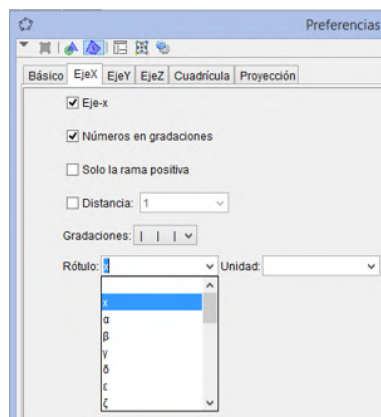 Preferencias
Básico EjeX EjeY EjeZ Cuadrícula Proyección
Eje-x
Números en gradaciones
Solo la rama positiva
Distancia: 1
Gradaciones: | | |
Rótulo: x Unidad:
x
α
β
γ
δ
ε
ζ